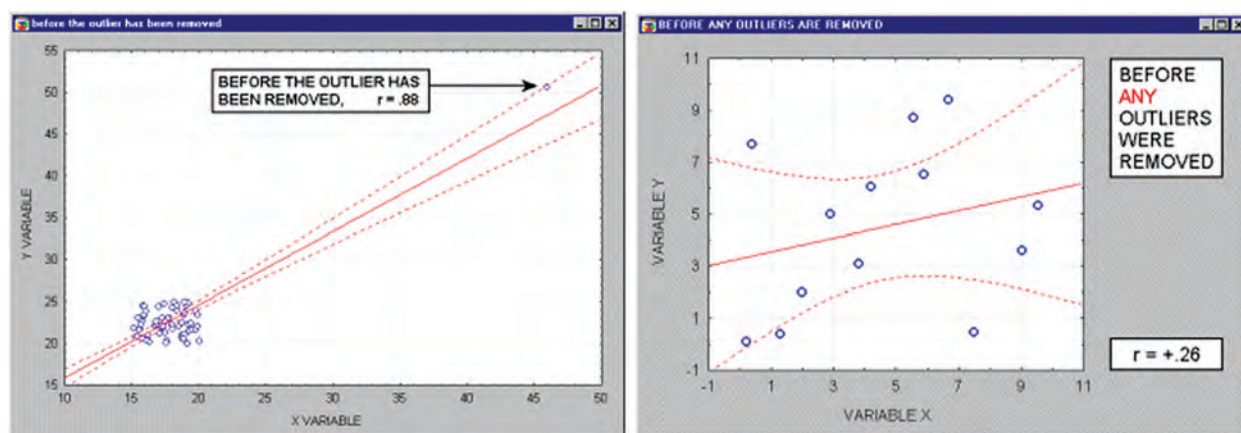 before the outlier has been removed
55
50
45
40
35
30
25
20
15
Y VARIABLE
BEFORE THE OUTLIER HAS
BEEN REMOVED, r = .88
10 15 20 25 30 35 40 45 50
X VARIABLE
BEFORE ANY OUTLIERS ARE REMOVED
11
9
7
5
3
1
-1
VARIABLE Y
-1 1 3 5 7 9 11
VARIABLE X
BEFORE
ANY
OUTLIERS
WERE
REMOVED
r = +.26